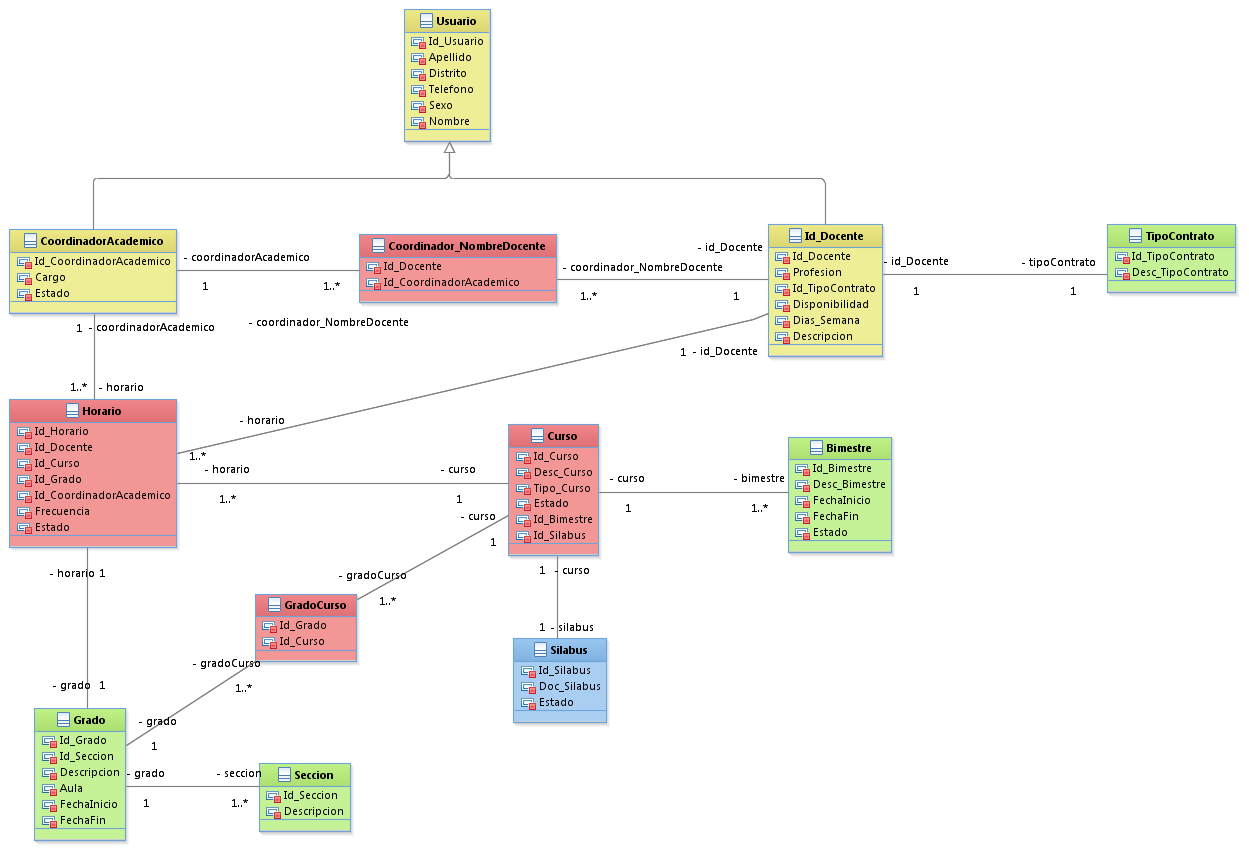 Usuario
Id_Usuario
Apellido
Distrito
Telefono
Sexo
Nombre
CoordinadorAcademico
Id_CoordinadorAcademico
Cargo
Estado
- coordinadorAcademico
1
1..*
Coordinador_NombreDocente
Id_Docente
Id_CoordinadorAcademico
- id_Docente
- coordinador_NombreDocente
1..*
1
Id_Docente
Id_Docente
Profesion
Id_TipoContrato
Disponibilidad
Dias_Semana
Descripcion
- id_Docente
1
- tipoContrato
1
TipoContrato
Id_TipoContrato
Desc_TipoContrato
1 - coordinadorAcademico
- coordinador_NombreDocente
1 - id_Docente
1..* - horario
Horario
Id_Horario
Id_Docente
Id_Curso
Id_Grado
Id_CoordinadorAcademico
Frecuencia
Estado
- horario
1..*
- horario
1..*
- curso
1
- curso
1
Curso
Id_Curso
Desc_Curso
Tipo_Curso
Estado
Id_Bimestre
Id_Silabus
- curso
1
- bimestre
1..*
Bimestre
Id_Bimestre
Desc_Bimestre
FechaInicio
FechaFin
Estado
- horario 1
- gradoCurso
1..*
1 - curso
GradoCurso
Id_Grado
Id_Curso
1 - silabus
Silabus
Id_Silabus
Doc_Silabus
Estado
- gradoCurso
1..*
- grado 1
- grado
1
Grado
Id_Grado
Id_Seccion
Descripcion
Aula
FechaInicio
FechaFin
- grado
1
- seccion
1..*
Seccion
Id_Seccion
Descripcion